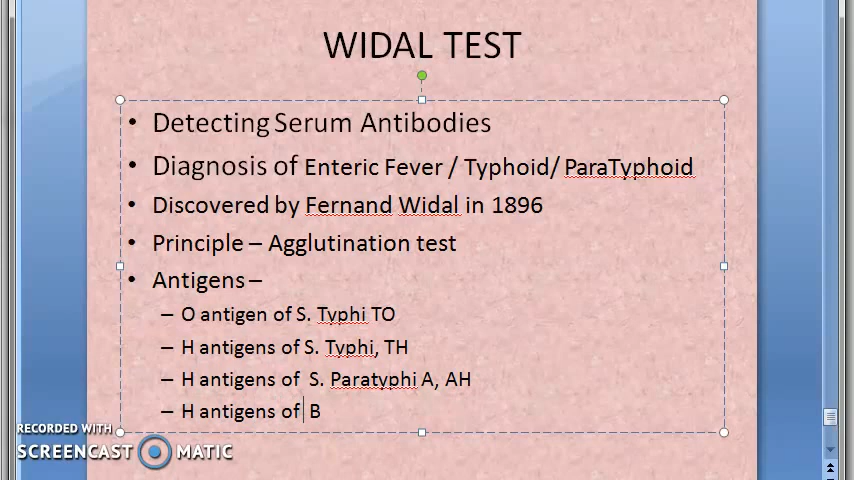 WIDAL TEST
• Detecting Serum Antibodies
• Diagnosis of Enteric Fever / Typhoid/ ParaTyphoid
• Discovered by Fernand Widal in 1896
• Principle – Agglutination test
• Antigens –
– O antigen of S. Typhi TO
– H antigens of S. Typhi, TH
– H antigens of S. Paratyphi A, AH
– H antigens of B
RECORDED WITH
SCREENCAST MATIC